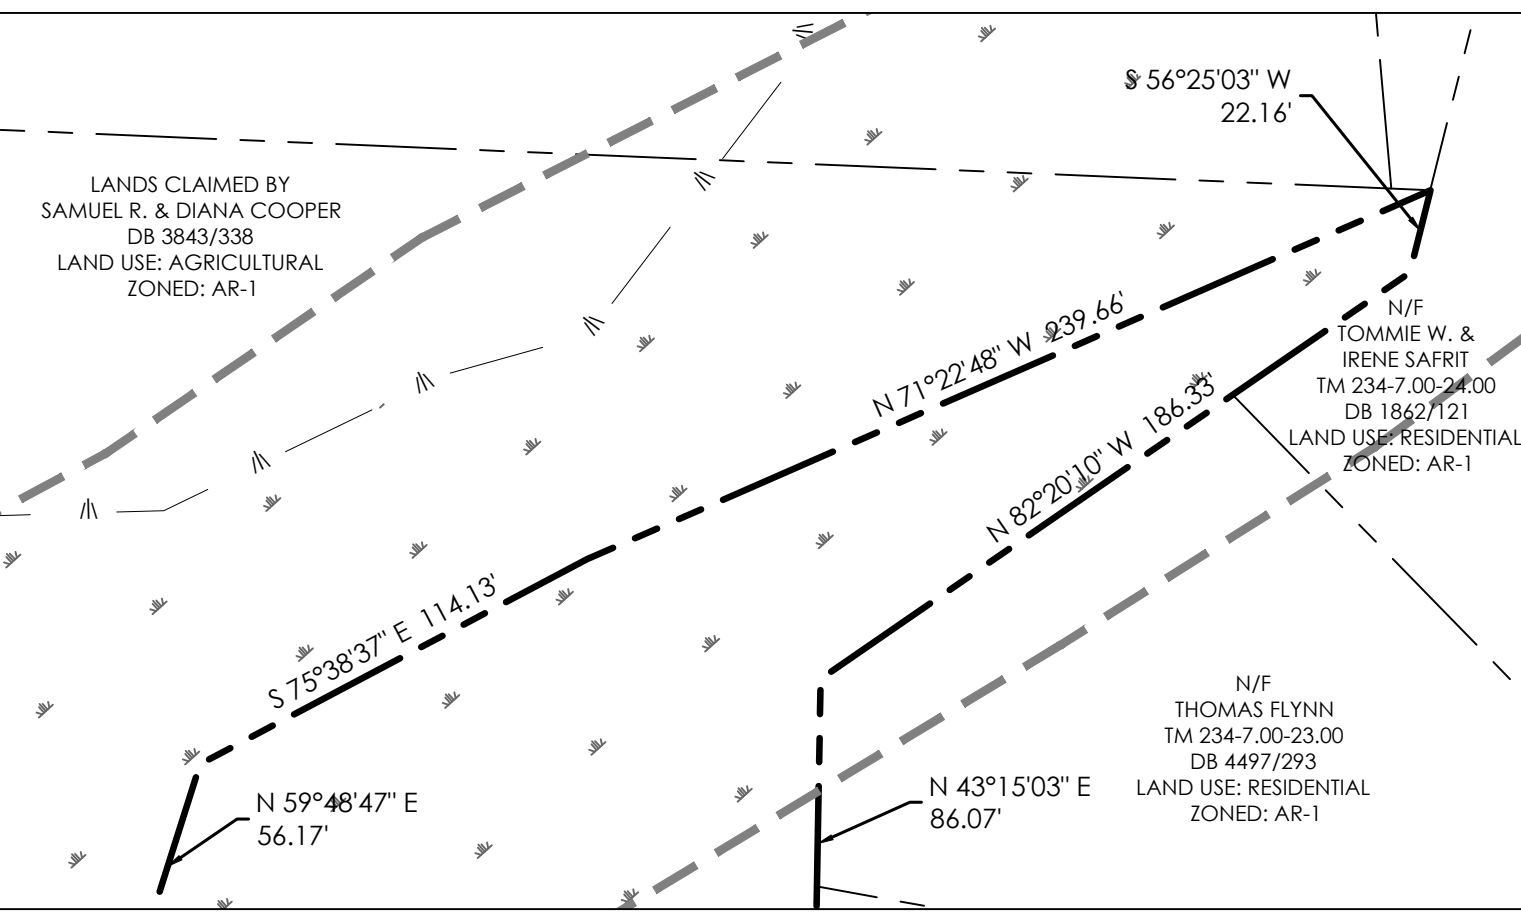 S 56°25'03" W
22.16'
LANDS CLAIMED BY
SAMUEL R. & DIANA COOPER
DB 3843/338
LAND USE: AGRICULTURAL
ZONED: AR-1
N/F
TOMMIE W. &
IRENE SAFRIT
TM 234-7.00-24.00
DB 1862/121
LAND USE: RESIDENTIAL
ZONED: AR-1
N 71°22'48" W 239.66'
N 82°20'10" W 186.33'
S 75°38'37" E 114.13'
N/F
THOMAS FLYNN
TM 234-7.00-23.00
DB 4497/293
LAND USE: RESIDENTIAL
ZONED: AR-1
N 59°48'47" E
56.17'
N 43°15'03" E
86.07'